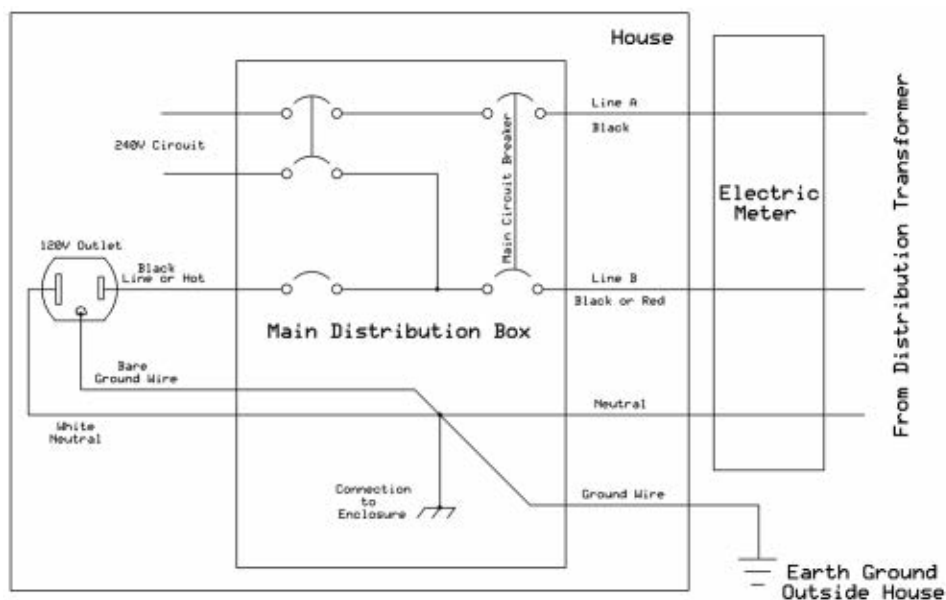 House
Line A
Black
240V Circuit
Main Circuit Breaker
Electric
Meter
From Distribution Transformer
120V Outlet
Black
Line or Hot
Line B
Black or Red
Main Distribution Box
Bare
Ground Wire
Neutral
White
Neutral
Connection
to
Enclosure
Ground Wire
Earth Ground
Outside House